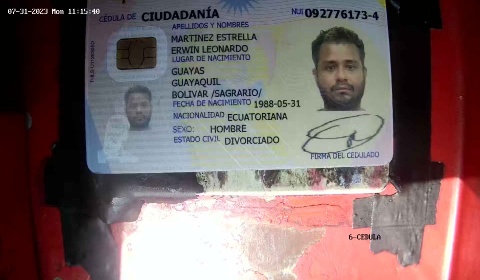 07-31-2023 Mon 11:15:40
CÉDULA DE CIUDADANÍA NUI 092776173-4
APELLIDOS Y NOMBRES
MARTINEZ ESTRELLA
ERWIN LEONARDO
LUGAR DE NACIMIENTO
GUAYAS
GUAYAQUIL
BOLIVAR /SAGRARIO/
FECHA DE NACIMIENTO 1988-05-31
NACIONALIDAD ECUATORIANA
SEXO: HOMBRE
ESTADO CIVIL DIVORCIADO
FIRMA DEL CEDULADO
6-CEDULA